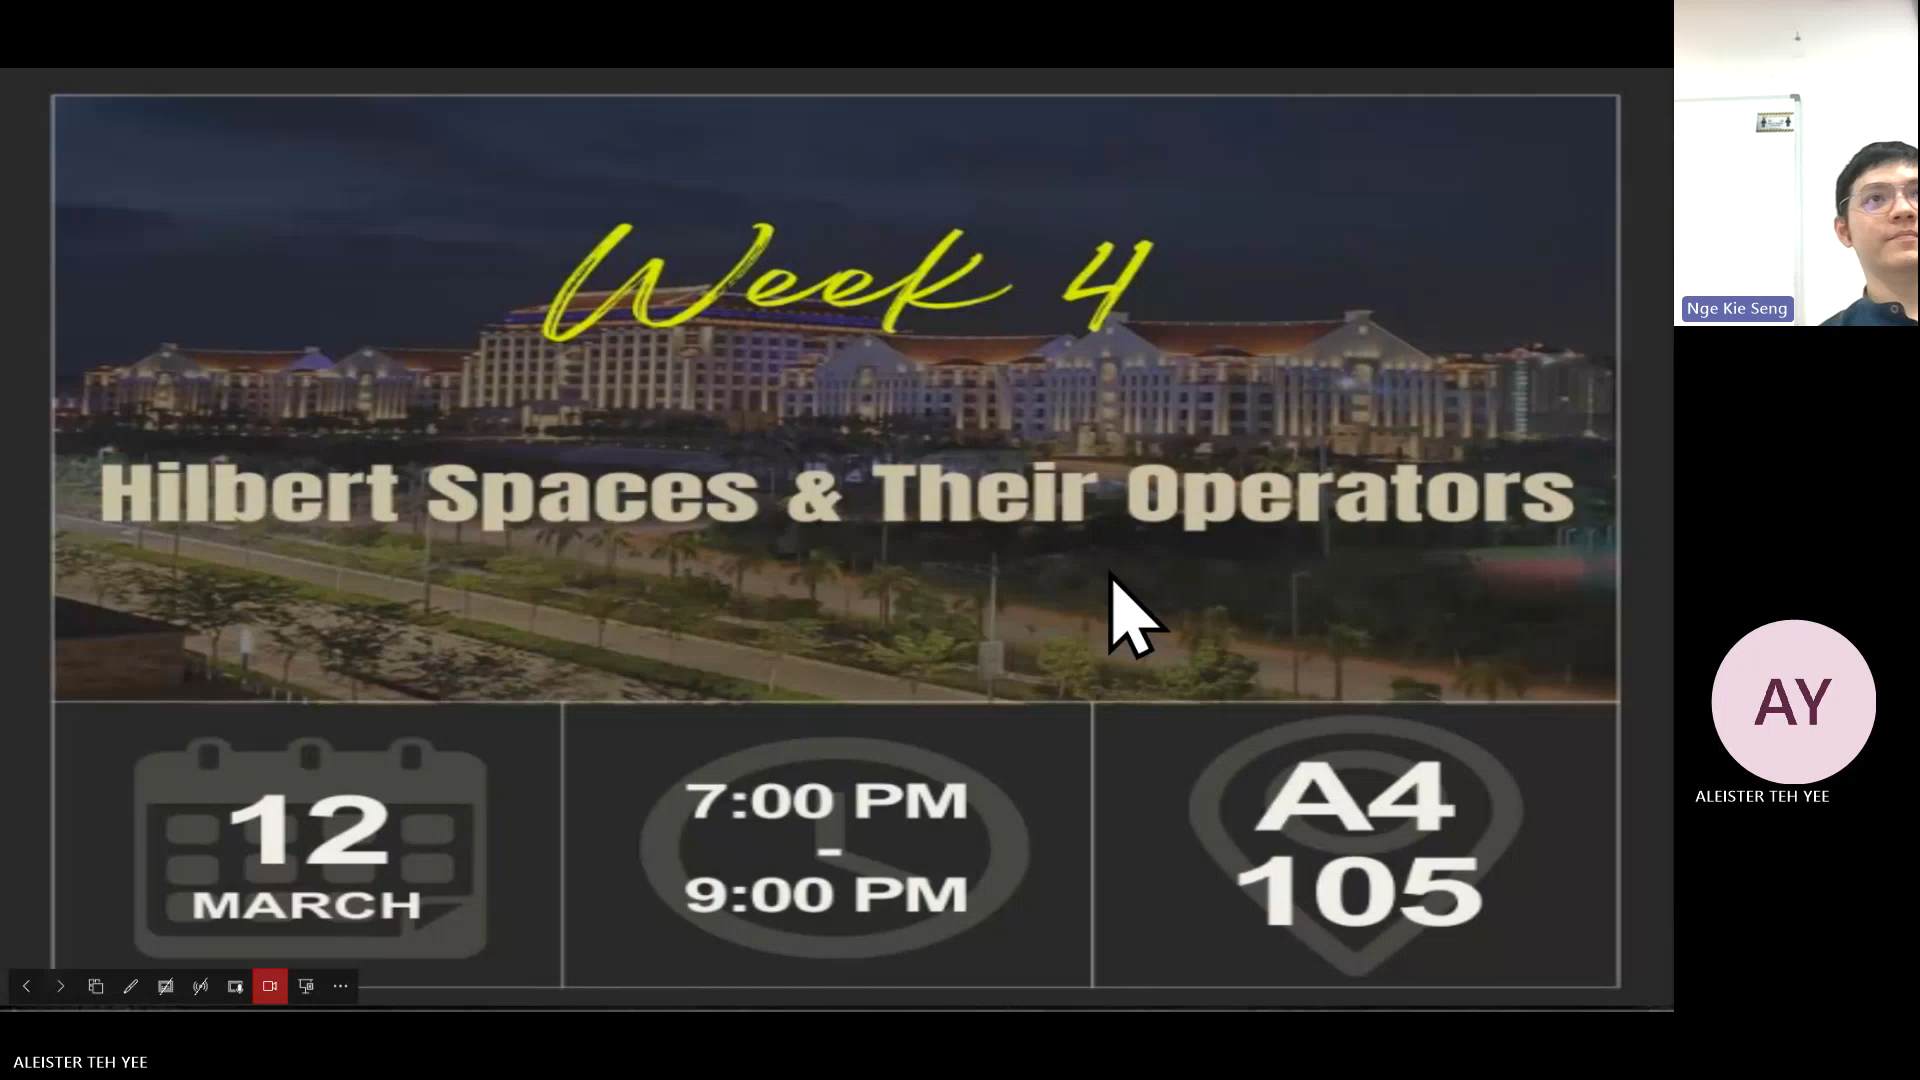 Week 4
Hilbert Spaces & Their Operators
12
MARCH
7:00 PM
-
9:00 PM
A4
105
Nge Kie Seng
AY
ALEISTER TEH YEE
ALEISTER TEH YEE